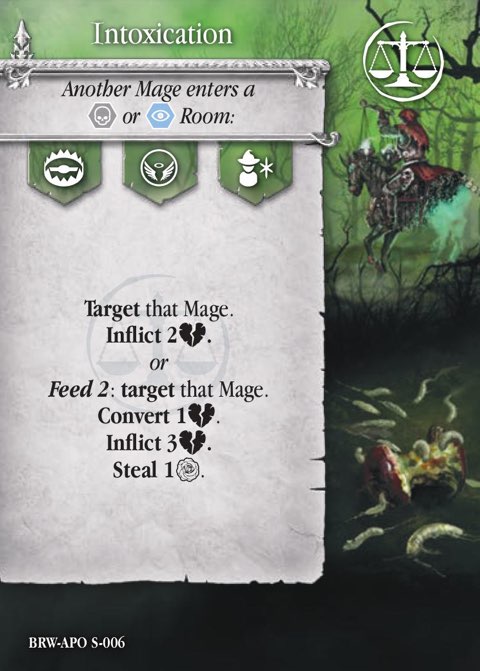 Intoxication
Another Mage enters a
or Room:
Target that Mage.
Inflict 2.
or
Feed 2: target that Mage.
Convert 1.
Inflict 3.
Steal 1.
BRW-APO S-006